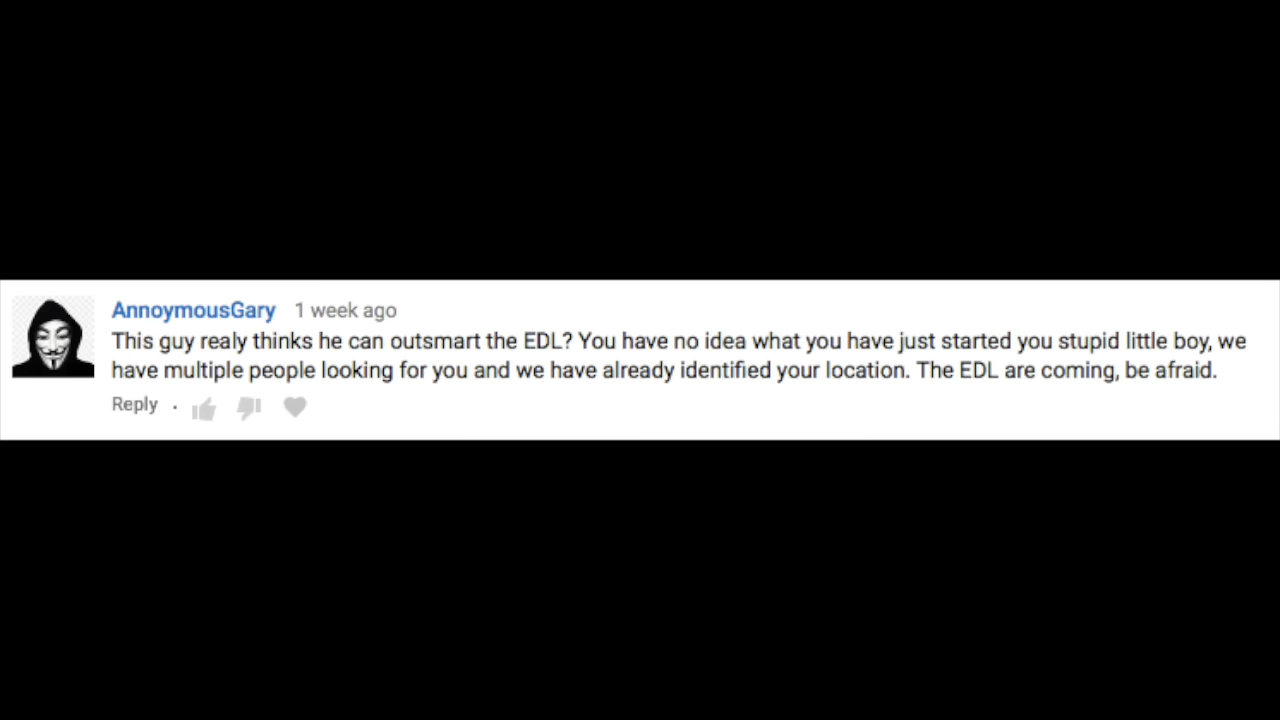 AnnoymousGary 1 week ago
This guy realy thinks he can outsmart the EDL? You have no idea what you have just started you stupid little boy, we
have multiple people looking for you and we have already identified your location. The EDL are coming, be afraid.
Reply ·